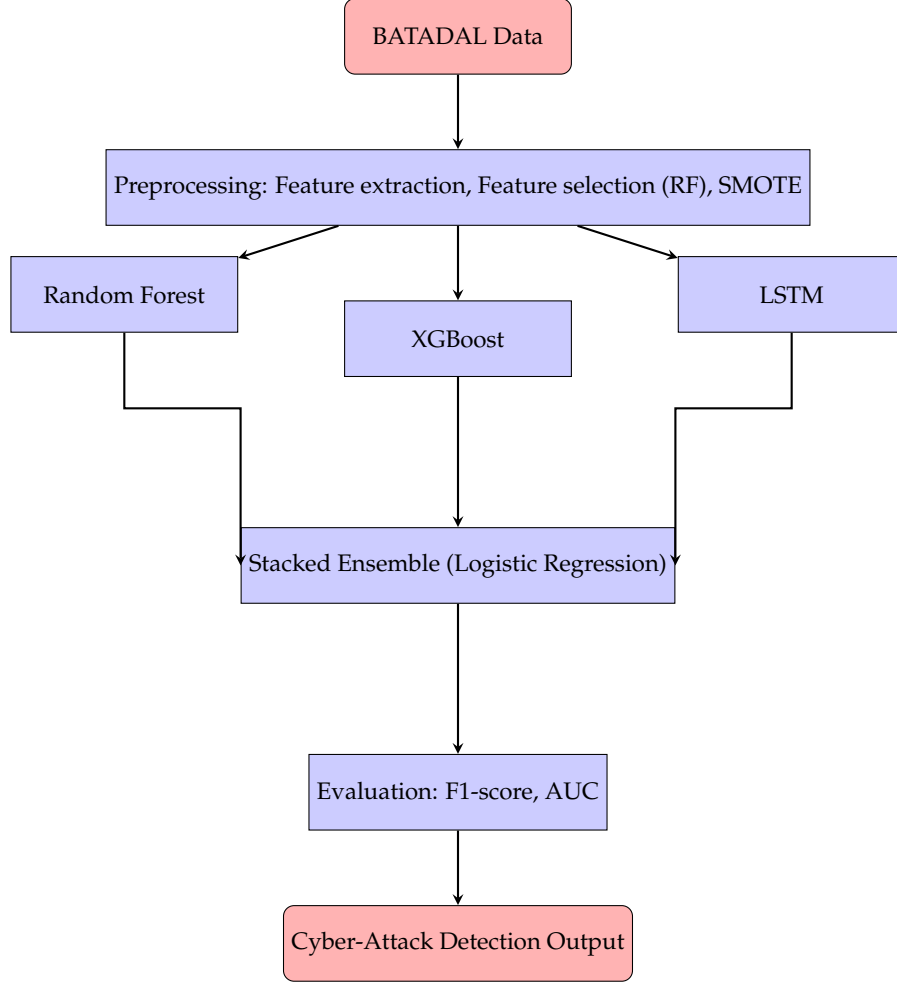 BATADAL Data
Preprocessing: Feature extraction, Feature selection (RF), SMOTE
Random Forest
XGBoost
LSTM
Stacked Ensemble (Logistic Regression)
Evaluation: F1-score, AUC
Cyber-Attack Detection Output